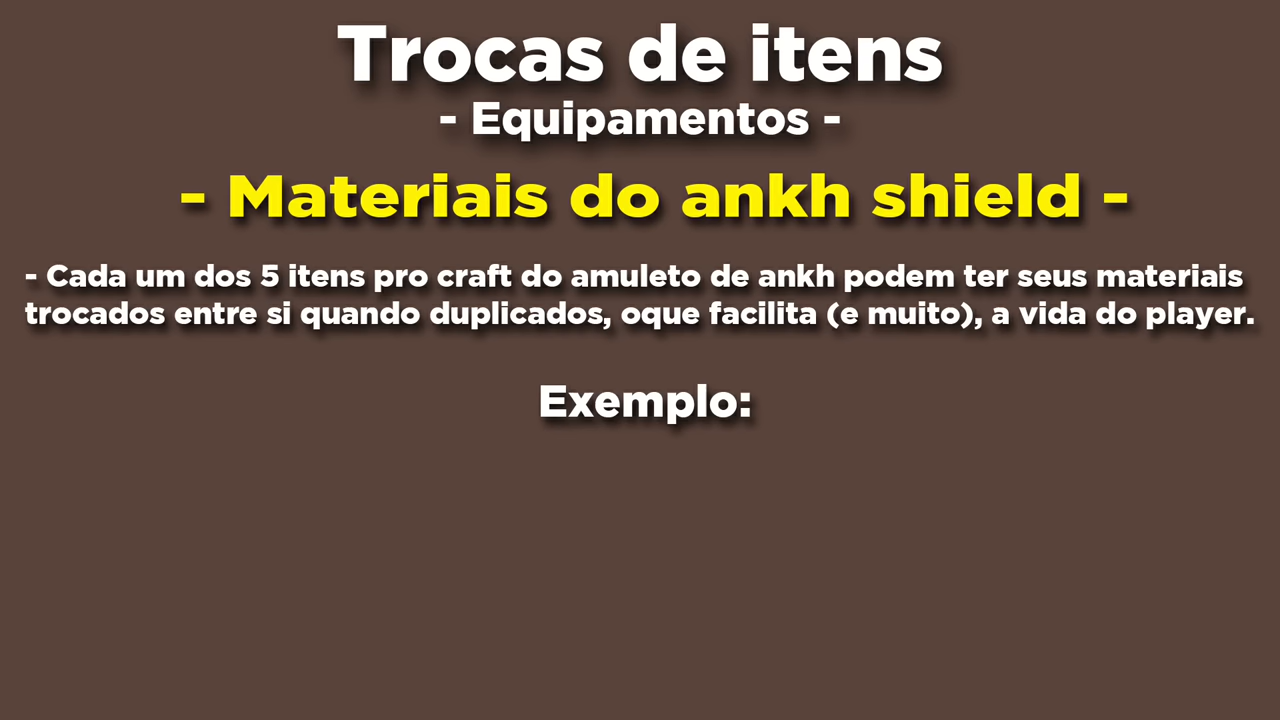 Trocas de itens
- Equipamentos -
- Materiais do ankh shield -
- Cada um dos 5 itens pro craft do amuleto de ankh podem ter seus materiais
trocados entre si quando duplicados, oque facilita (e muito), a vida do player.
Exemplo: